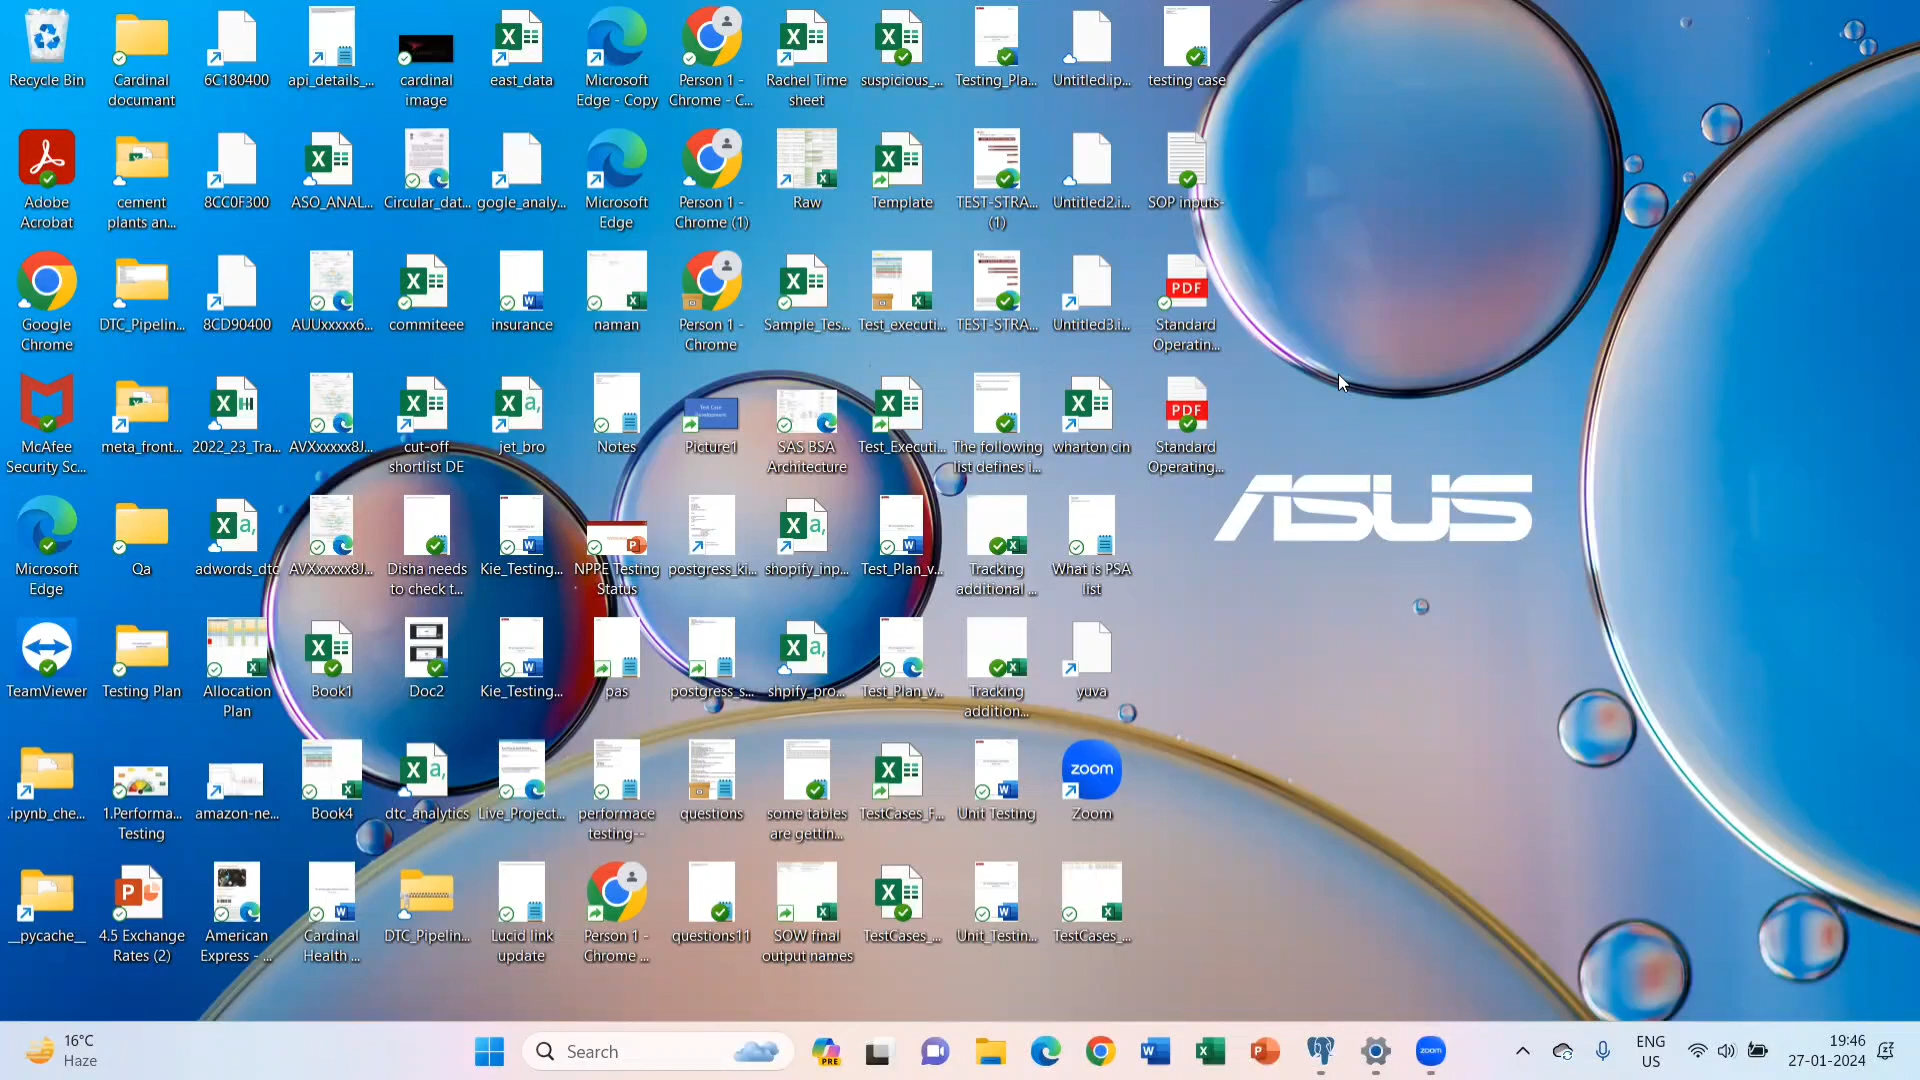 Recycle Bin
Cardinal
documant
6C180400
api_details_...
cardinal
image
east_data
Microsoft
Edge - Copy
Person 1 -
Chrome - C...
Rachel Time
sheet
suspicious_...
Testing_Pla...
Untitled.ip...
testing case
Adobe
Acrobat
cement
plants an...
8CC0F300
ASO_ANAL...
Circular_dat...
gogle_analy...
Microsoft
Edge
Person 1 -
Chrome (1)
Raw
Template
TEST-STRA...
(1)
Untitled2.i...
SOP inputs-
Google
Chrome
DTC_Pipelin...
8CD90400
AUUxxxxx6...
commiteee
insurance
naman
Person 1 -
Chrome
Sample_Tes...
Test_executi...
TEST-STRA...
Untitled3.i...
PDF
Standard
Operatin...
McAfee
Security Sc...
meta_front...
2022_23_Tra...
AVXxxxxx8J...
cut-off
shortlist DE
jet_bro
Notes
Picture1
SAS BSA
Architecture
Test_Executi...
The following
list defines i...
wharton cin
PDF
Standard
Operating...
ASUS
Microsoft
Edge
Qa
adwords_dtc
AVXxxxxx8J...
Disha needs
to check t...
Kie_Testing...
NPPE Testing
Status
postgress_ki...
shopify_inp...
Test_Plan_v...
Tracking
additional ...
What is PSA
list
TeamViewer
Testing Plan
Allocation
Plan
Book1
Doc2
Kie_Testing...
pas
postgress_s...
shpify_pro...
Test_Plan_v...
Tracking
addition...
yuva
.ipynb_che...
1.Performa...
Testing
amazon-ne...
Book4
dtc_analytics
Live_Project...
performace
testing--
questions
some tables
are gettin...
TestCases_F...
Unit Testing
zoom
Zoom
__pycache__
4.5 Exchange
Rates (2)
American
Express - ...
Cardinal
Health ...
DTC_Pipelin...
Lucid link
update
Person 1 -
Chrome ...
questions11
SOW final
output names
TestCases_...
Unit_Testin...
TestCases_...
16°C
Haze
Search
PRE
zoom
ENG
US
19:46
27-01-2024